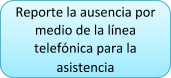 Reporte la ausencia por
medio de la línea
telefónica para la
asistencia